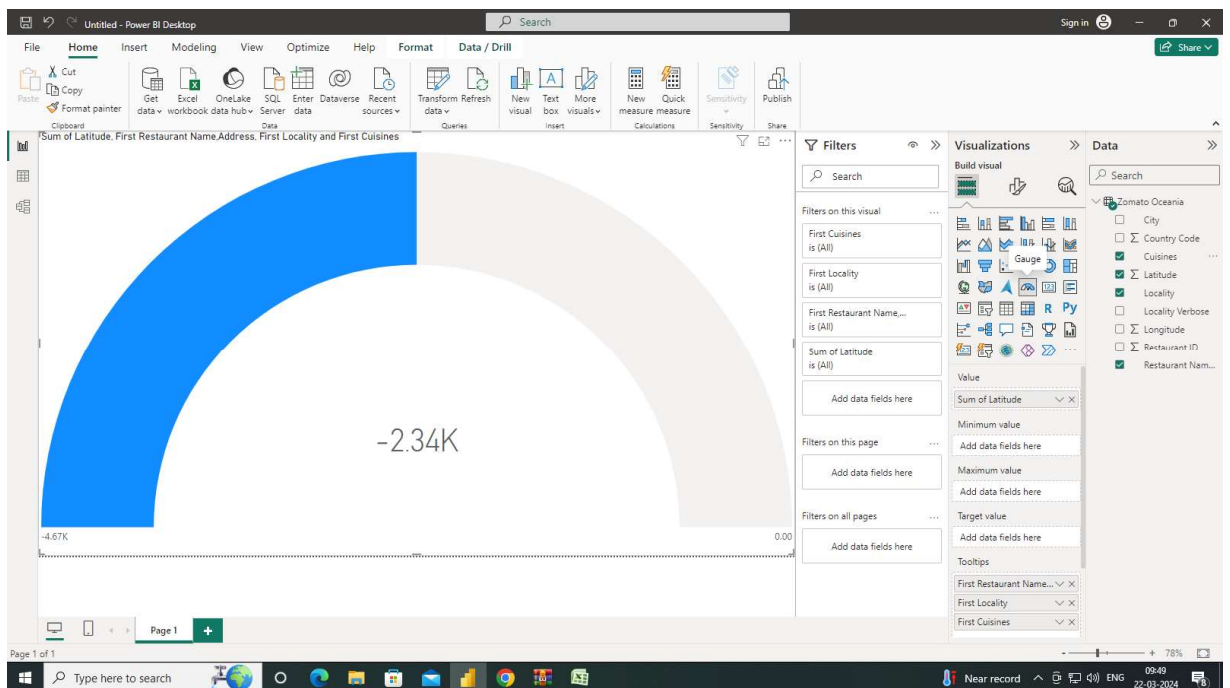 Untitled - Power BI Desktop
Search
Sign in
File Home Insert Modeling View Optimize Help Format Data / Drill
Share
Paste
Cut
Copy
Format painter
Clipboard
Get data
Excel workbook
OneLake data hub
SQL Server
Enter data
Dataverse
Recent sources
Data
Transform data
Refresh
Queries
New visual
Text box
More visuals
Insert
New measure
Quick measure
Calculations
Sensitivity
Sensitivity
Publish
Share
Sum of Latitude, First Restaurant Name,Address, First Locality and First Cuisines
-2.34K
-4.67K
0.00
Filters
Search
Filters on this visual
First Cuisines
is (All)
First Locality
is (All)
First Restaurant Name,...
is (All)
Sum of Latitude
is (All)
Add data fields here
Filters on this page
Add data fields here
Filters on all pages
Add data fields here
Visualizations
Build visual
Gauge
123
R Py
Value
Sum of Latitude
Minimum value
Add data fields here
Maximum value
Add data fields here
Target value
Add data fields here
Tooltips
First Restaurant Name...
First Locality
First Cuisines
Data
Search
Zomato Oceania
City
Country Code
Cuisines
Latitude
Locality
Locality Verbose
Longitude
Restaurant ID
Restaurant Nam...
Page 1
Page 1 of 1
78%
Type here to search
Near record
ENG
09:49
22-03-2024